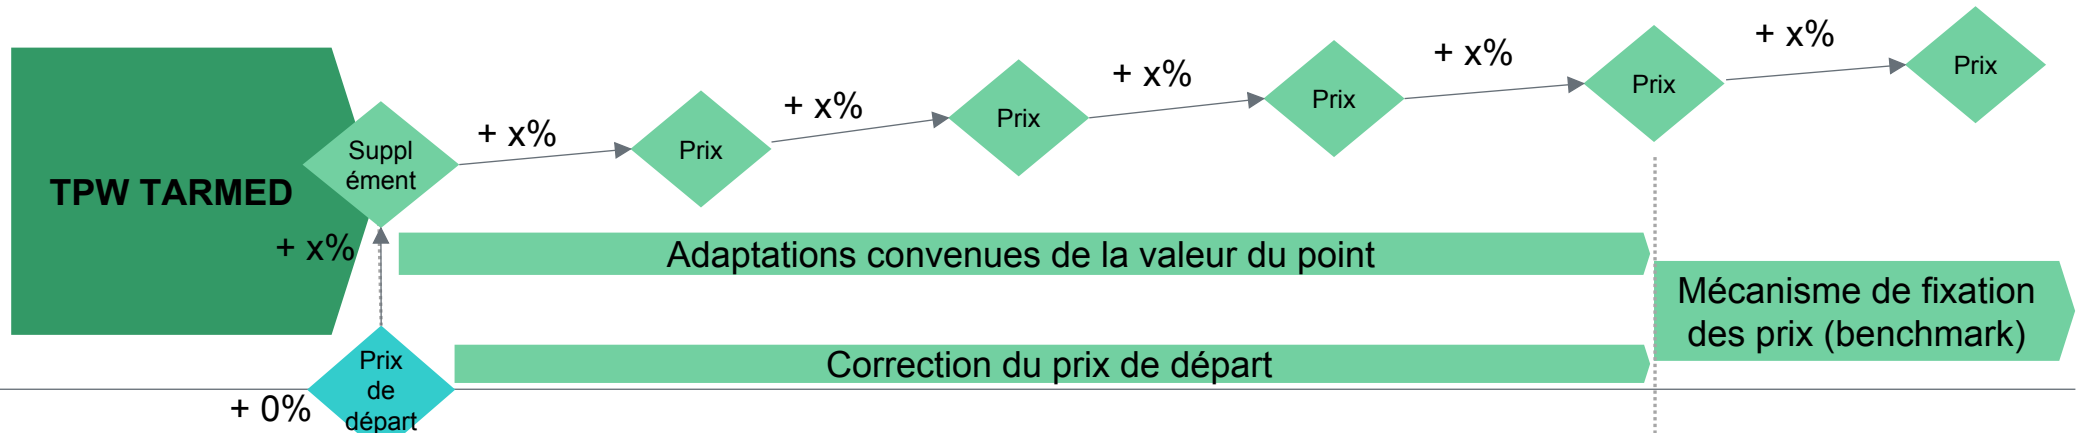 + x%
+ x%
+ x%
+ x%
+ x%
Prix
Prix
Prix
Prix
Prix
Suppl
ément
TPW TARMED
+ x%
Adaptations convenues de la valeur du point
Mécanisme de fixation
des prix (benchmark)
Correction du prix de départ
Prix
de
départ
+ 0%